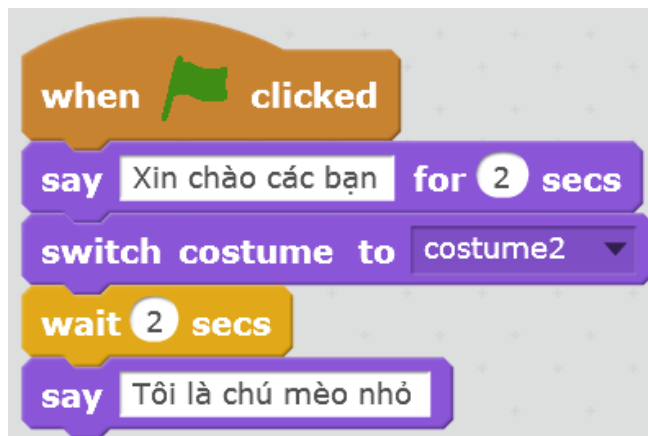 when clicked
say Xin chào các bạn for 2 secs
switch costume to costume2
wait 2 secs
say Tôi là chú mèo nhỏ